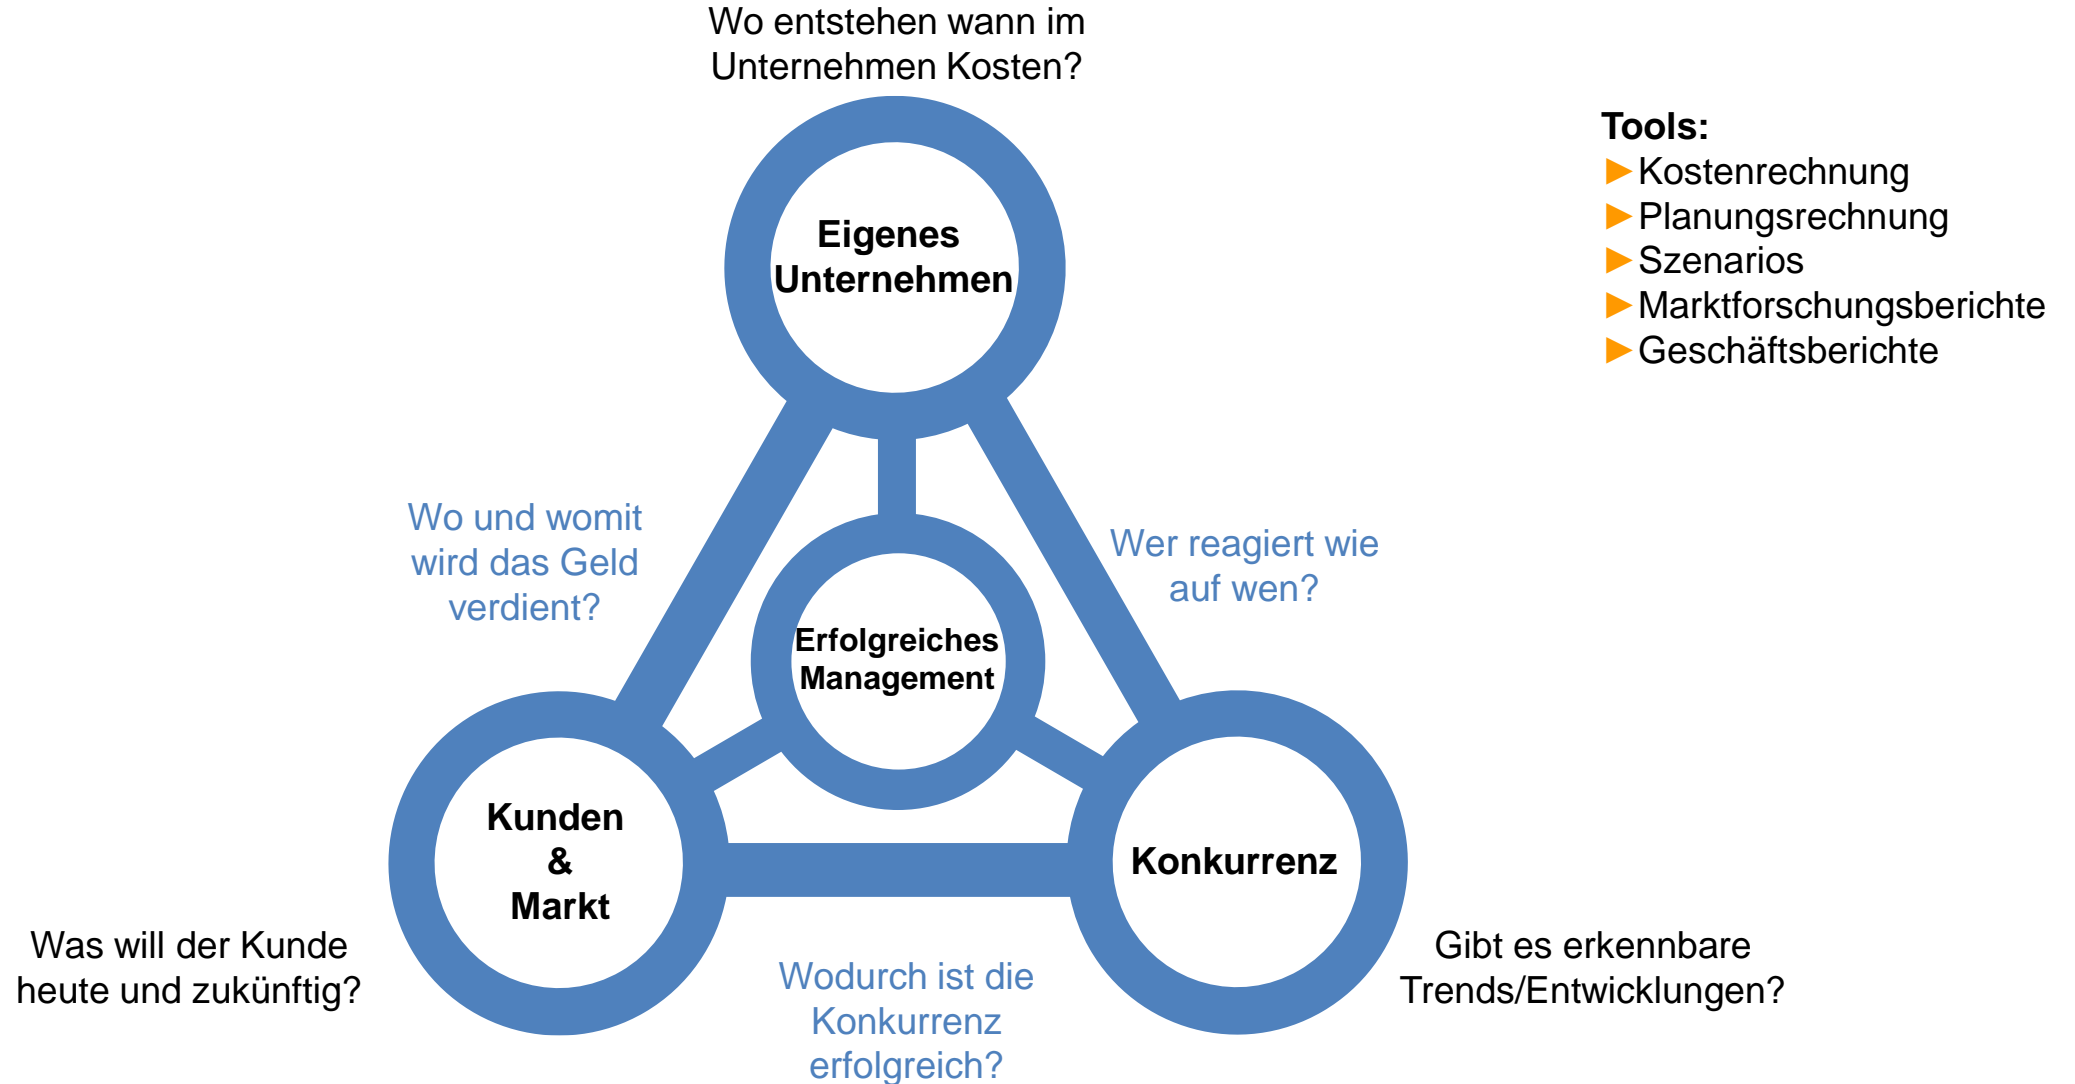 Wo entstehen wann im
Unternehmen Kosten?
Tools:
►Kostenrechnung
►Planungsrechnung
►Szenarios
►Marktforschungsberichte
►Geschäftsberichte
Eigenes
Unternehmen
Wo und womit
wird das Geld
verdient?
Wer reagiert wie
auf wen?
Erfolgreiches
Management
Kunden
&
Markt
Konkurrenz
Was will der Kunde
heute und zukünftig?
Wodurch ist die
Konkurrenz
erfolgreich?
Gibt es erkennbare
Trends/Entwicklungen?